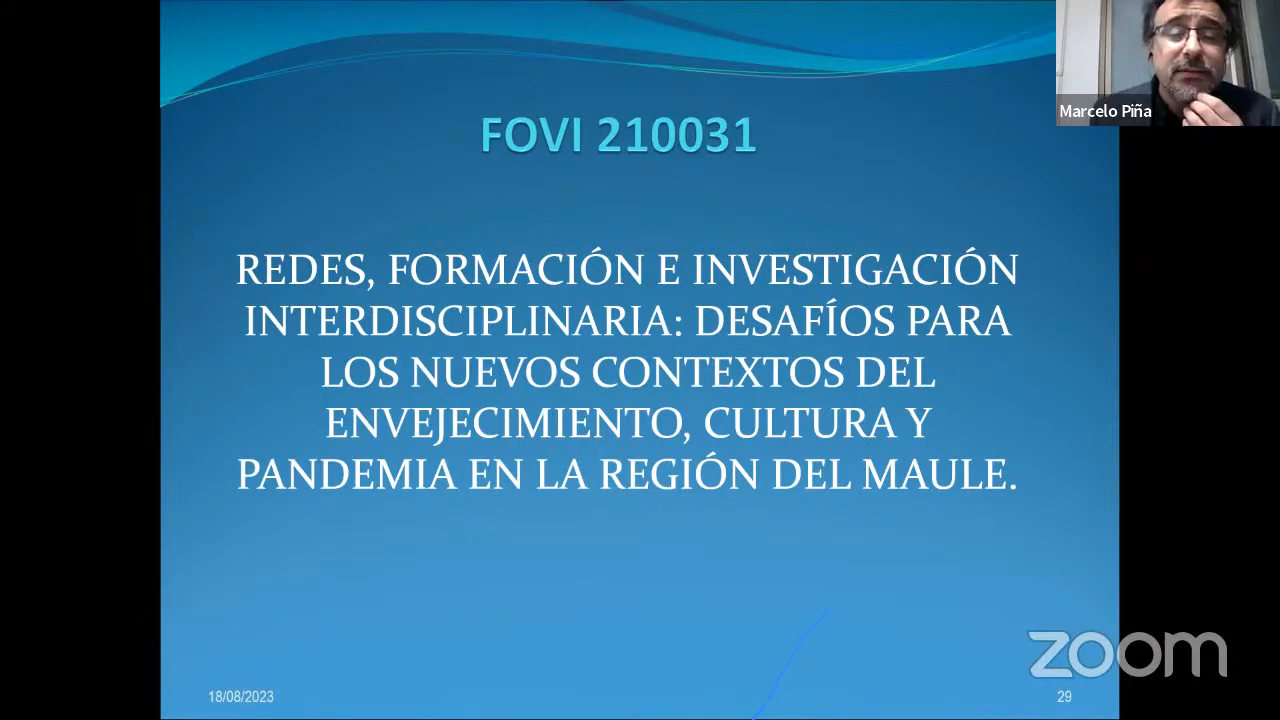 Marcelo Piña
FOVI 210031
REDES, FORMACIÓN E INVESTIGACIÓN
INTERDISCIPLINARIA: DESAFÍOS PARA
LOS NUEVOS CONTEXTOS DEL
ENVEJECIMIENTO, CULTURA Y
PANDEMIA EN LA REGIÓN DEL MAULE.
zoom
18/08/2023
29